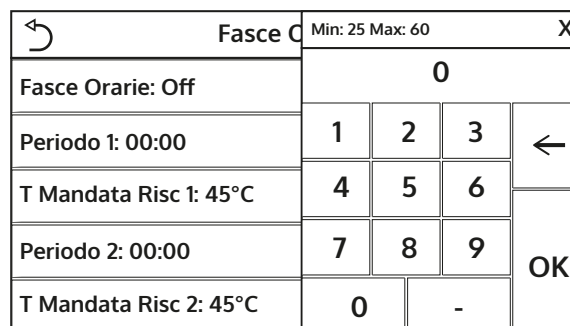 Fasce O
Min: 25 Max: 60 X
Fasce Orarie: Off
0
Periodo 1: 00:00
1 2 3 ←
T Mandata Risc 1: 45°C
4 5 6
Periodo 2: 00:00
7 8 9 OK
T Mandata Risc 2: 45°C
0 -